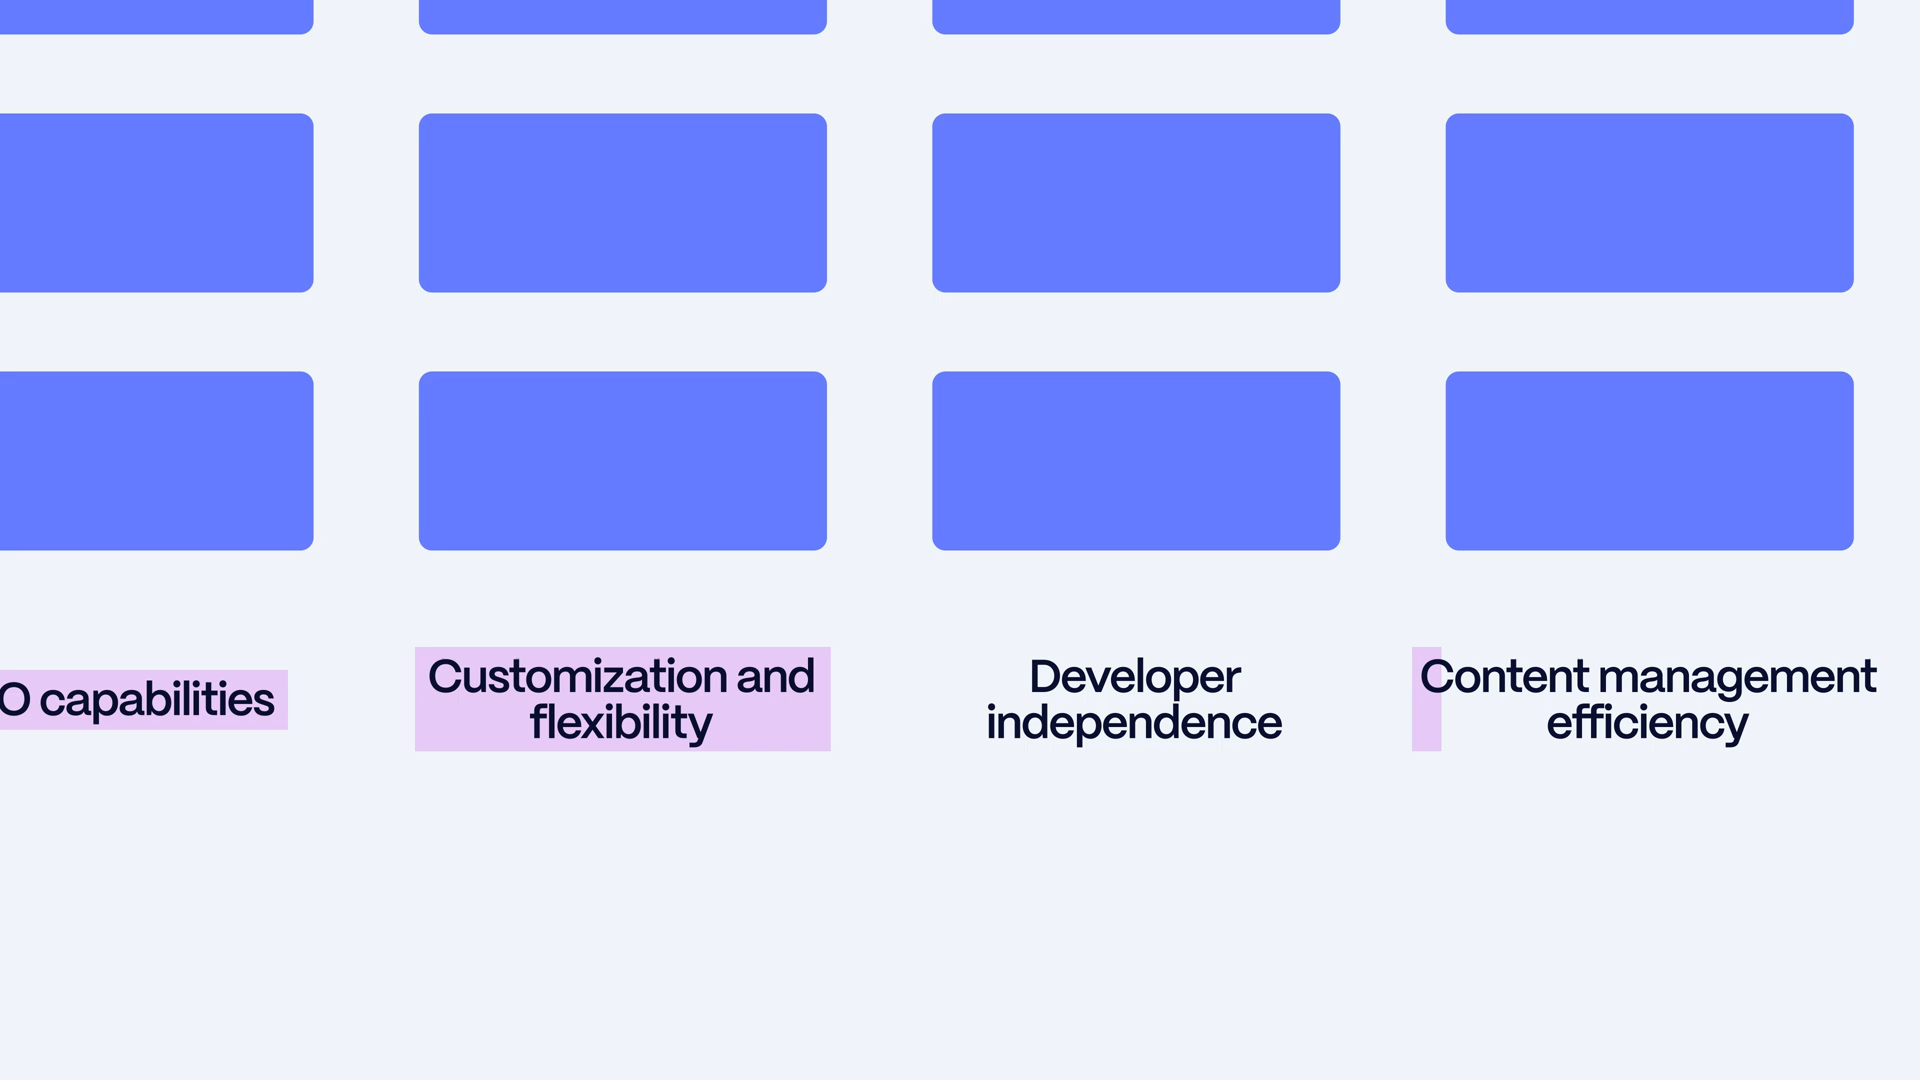 O capabilities
Customization and
flexibility
Developer
independence
Content management
efficiency